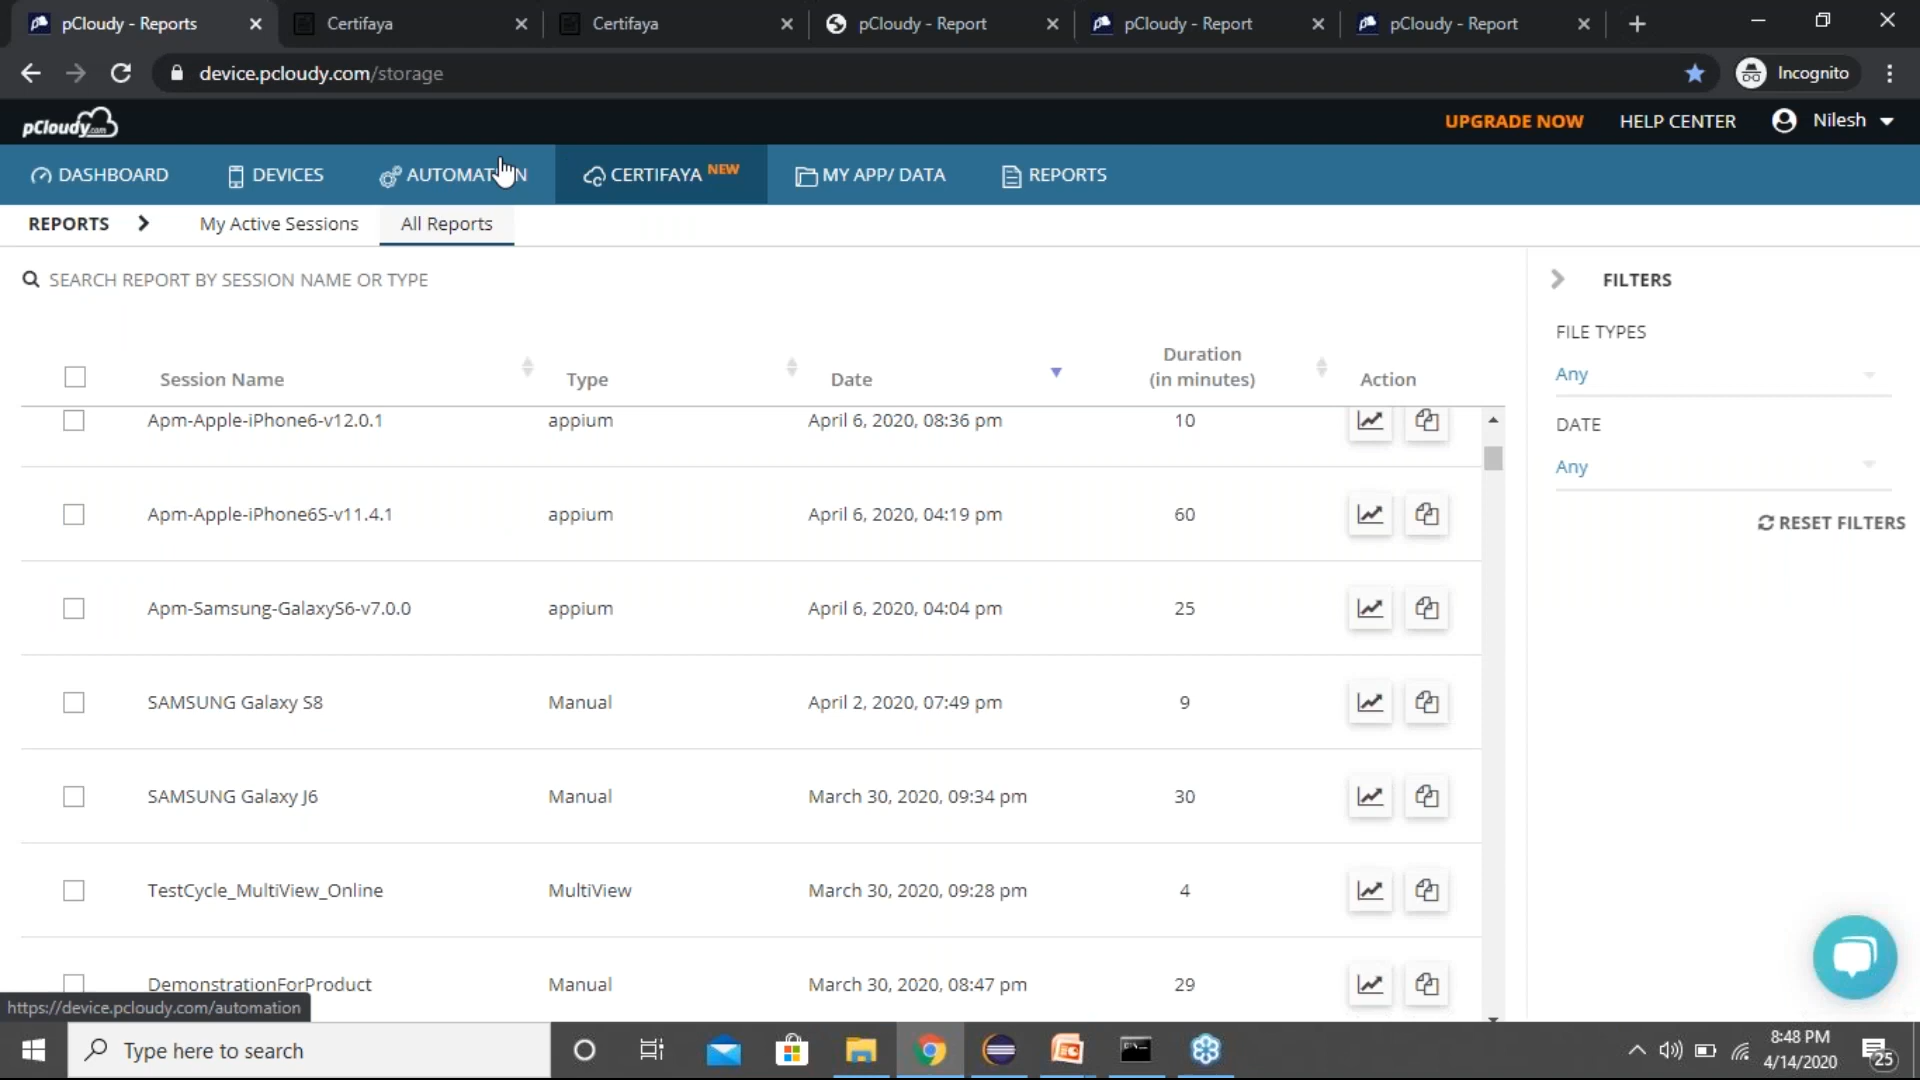 pCloudy - Reports
Certifaya
Certifaya
pCloudy - Report
pCloudy - Report
pCloudy - Report
device.pcloudy.com/storage
Incognito
pCloudy.com
UPGRADE NOW
HELP CENTER
Nilesh
DASHBOARD
DEVICES
AUTOMATION
CERTIFAYA NEW
MY APP/ DATA
REPORTS
REPORTS
My Active Sessions
All Reports
SEARCH REPORT BY SESSION NAME OR TYPE
Session Name Type Date Duration (in minutes) Action
Apm-Apple-iPhone6-v12.0.1 appium April 6, 2020, 08:36 pm 10
Apm-Apple-iPhone6S-v11.4.1 appium April 6, 2020, 04:19 pm 60
Apm-Samsung-GalaxyS6-v7.0.0 appium April 6, 2020, 04:04 pm 25
SAMSUNG Galaxy S8 Manual April 2, 2020, 07:49 pm 9
SAMSUNG Galaxy J6 Manual March 30, 2020, 09:34 pm 30
TestCycle_MultiView_Online MultiView March 30, 2020, 09:28 pm 4
DemonstrationForProduct Manual March 30, 2020, 08:47 pm 29
FILTERS
FILE TYPES
Any
DATE
Any
RESET FILTERS
https://device.pcloudy.com/automation
Type here to search
8:48 PM
4/14/2020
25